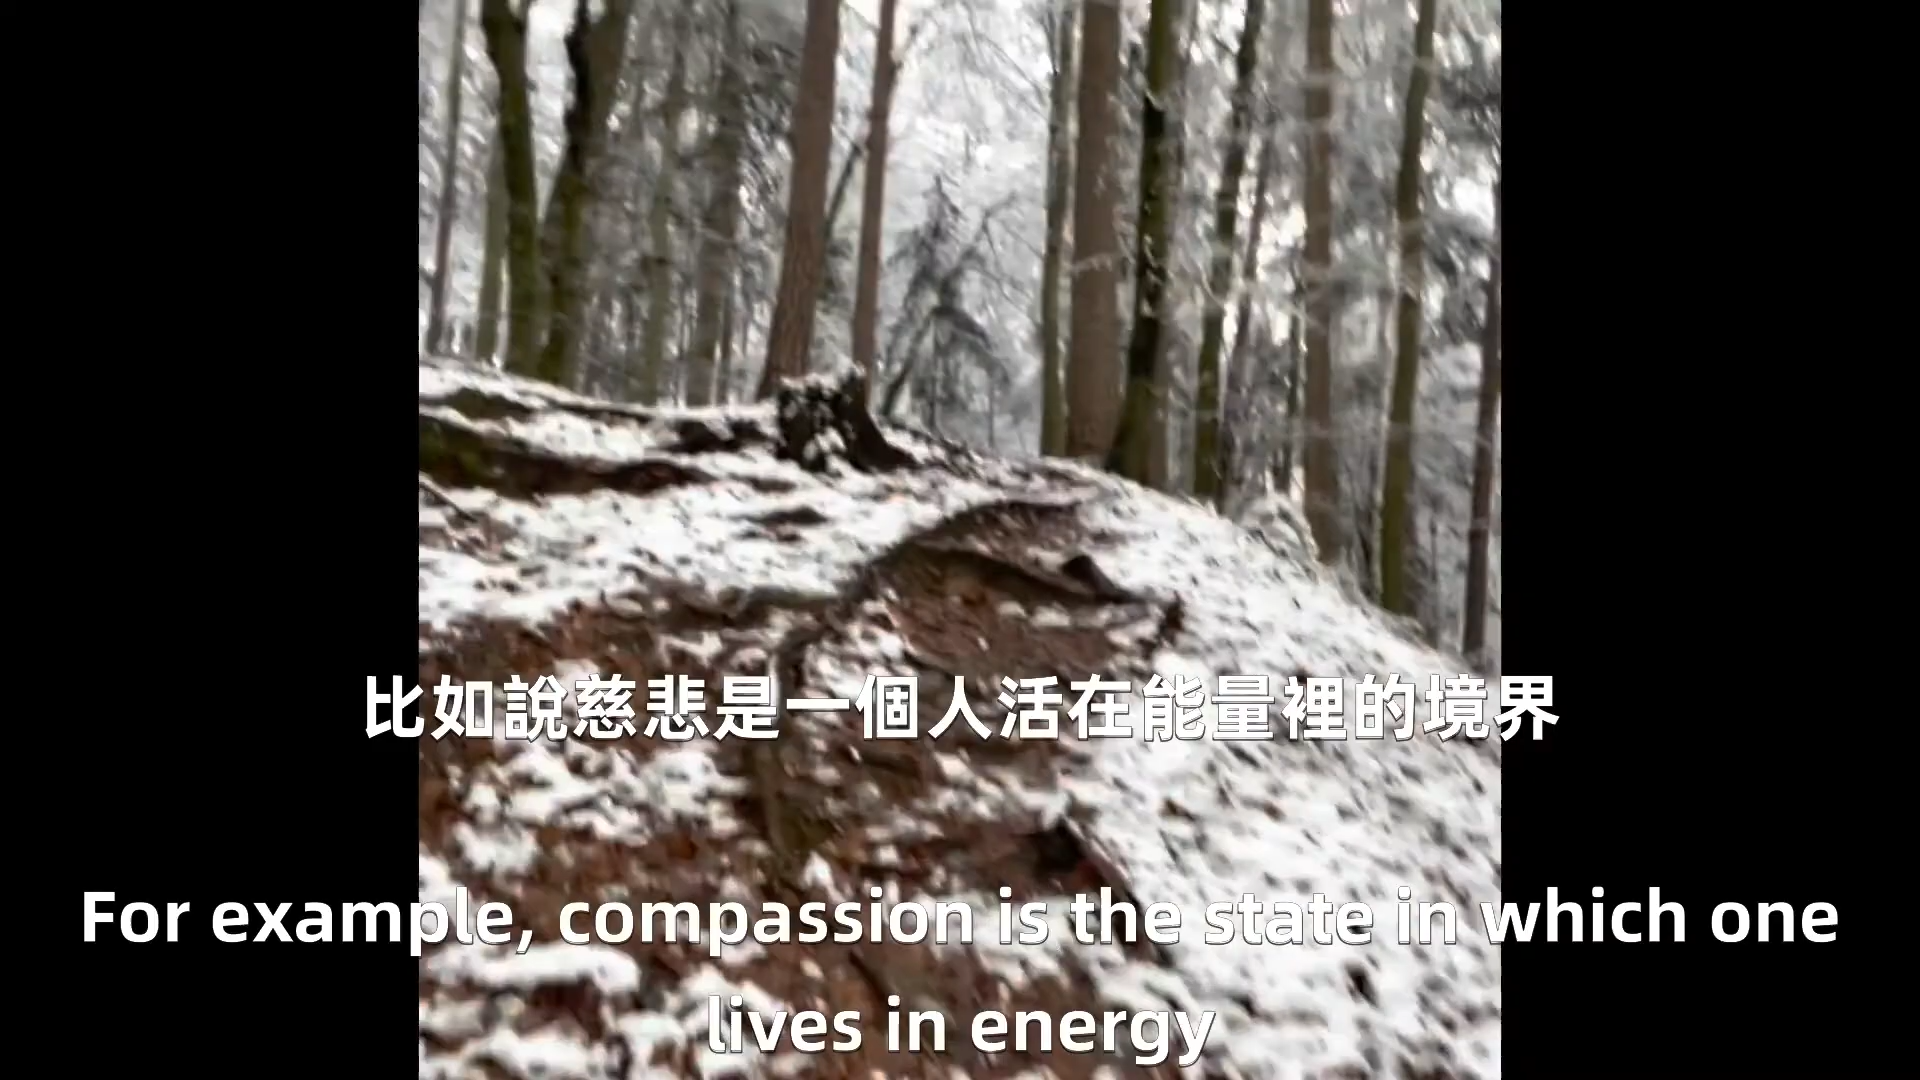 比如說慈悲是一個人活在能量裡的境界
For example, compassion is the state in which one
lives in energy